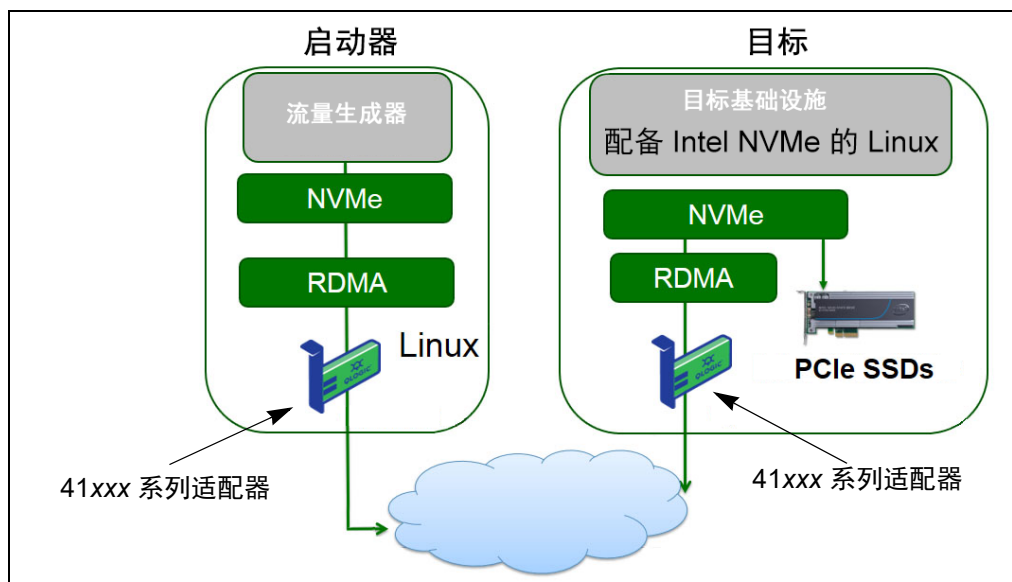 启动器
目标
流量生成器
NVMe
RDMA
Linux
QLOGIC
41xxx 系列适配器
目标基础设施
配备 Intel NVMe 的 Linux
NVMe
RDMA
PCIe SSDs
QLOGIC
41xxx 系列适配器